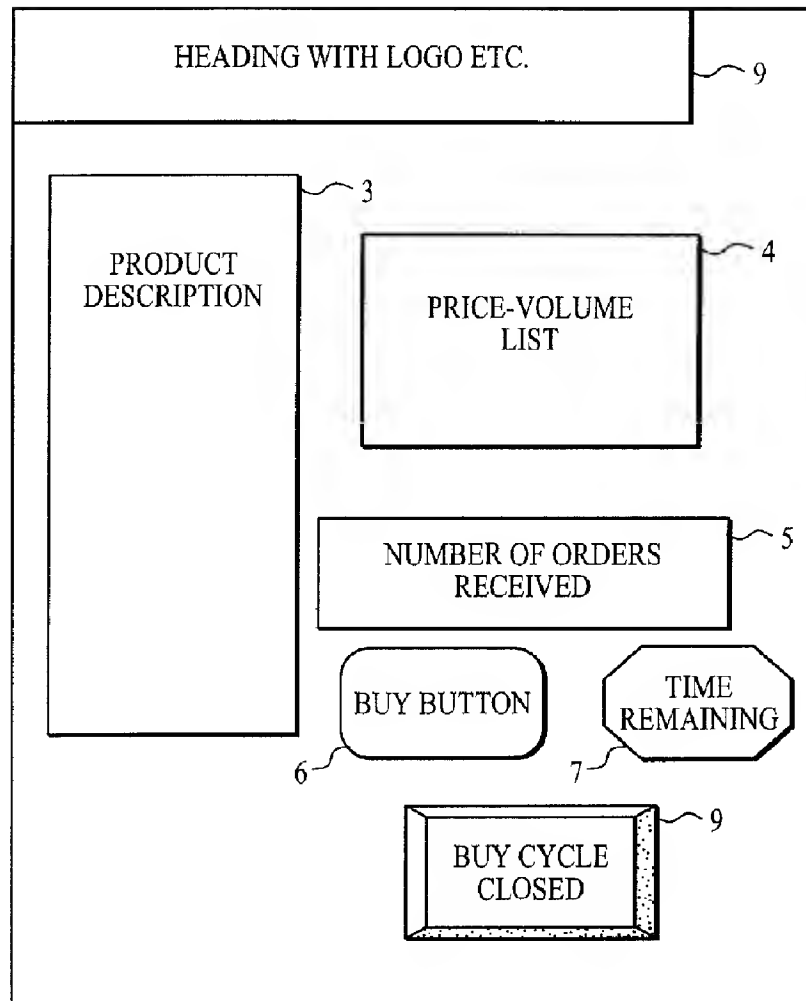 HEADING WITH LOGO ETC.
9
3
PRODUCT
DESCRIPTION
4
PRICE-VOLUME
LIST
5
NUMBER OF ORDERS
RECEIVED
BUY BUTTON
6
TIME
REMAINING
7
9
BUY CYCLE
CLOSED